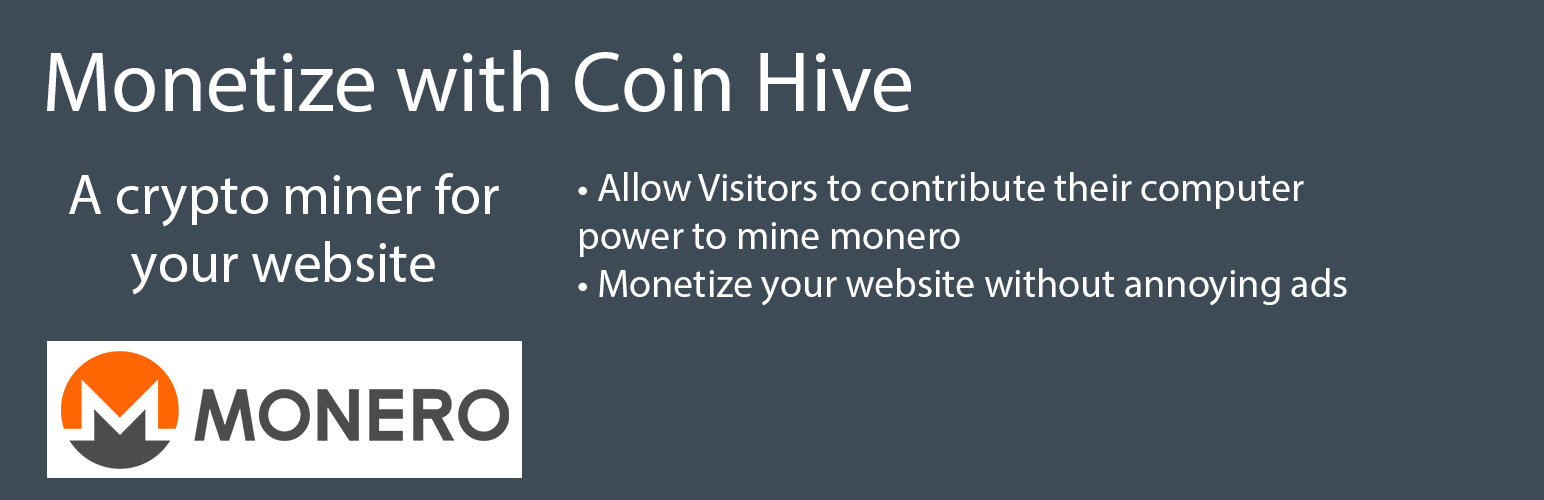 Monetize with Coin Hive
A crypto miner for
your website
• Allow Visitors to contribute their computer
power to mine monero
• Monetize your website without annoying ads
MONERO